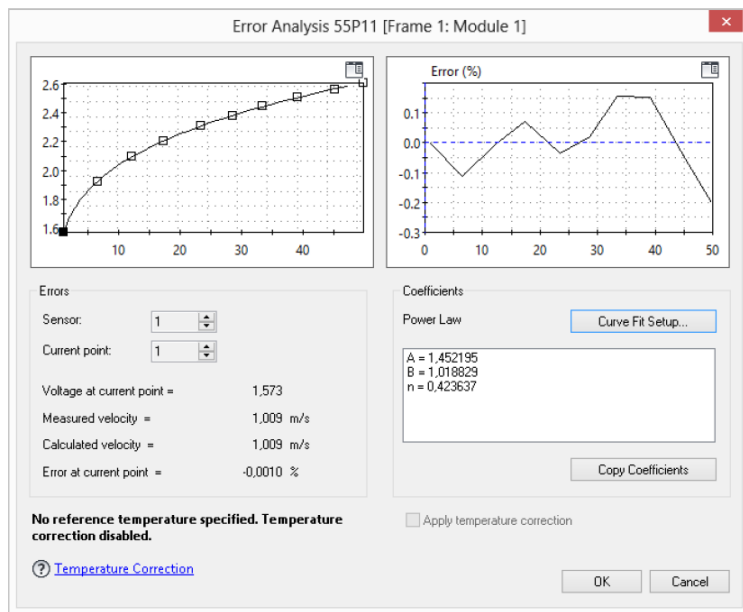 Error Analysis 55P11 [Frame 1: Module 1]
2.6
2.4
2.2
2.0
1.8
1.6
10
20
30
40
Error (%)
0.1
0.0
-0.1
-0.2
-0.3
0
10
20
30
40
50
Errors
Sensor: 1
Current point: 1
Voltage at current point = 1,573
Measured velocity = 1,009 m/s
Calculated velocity = 1,009 m/s
Error at current point = -0,0010 %
Coefficients
Power Law
Curve Fit Setup...
A = 1,452195
B = 1,018829
n = 0,423637
Copy Coefficients
No reference temperature specified. Temperature
correction disabled.
Apply temperature correction
? Temperature Correction
OK
Cancel